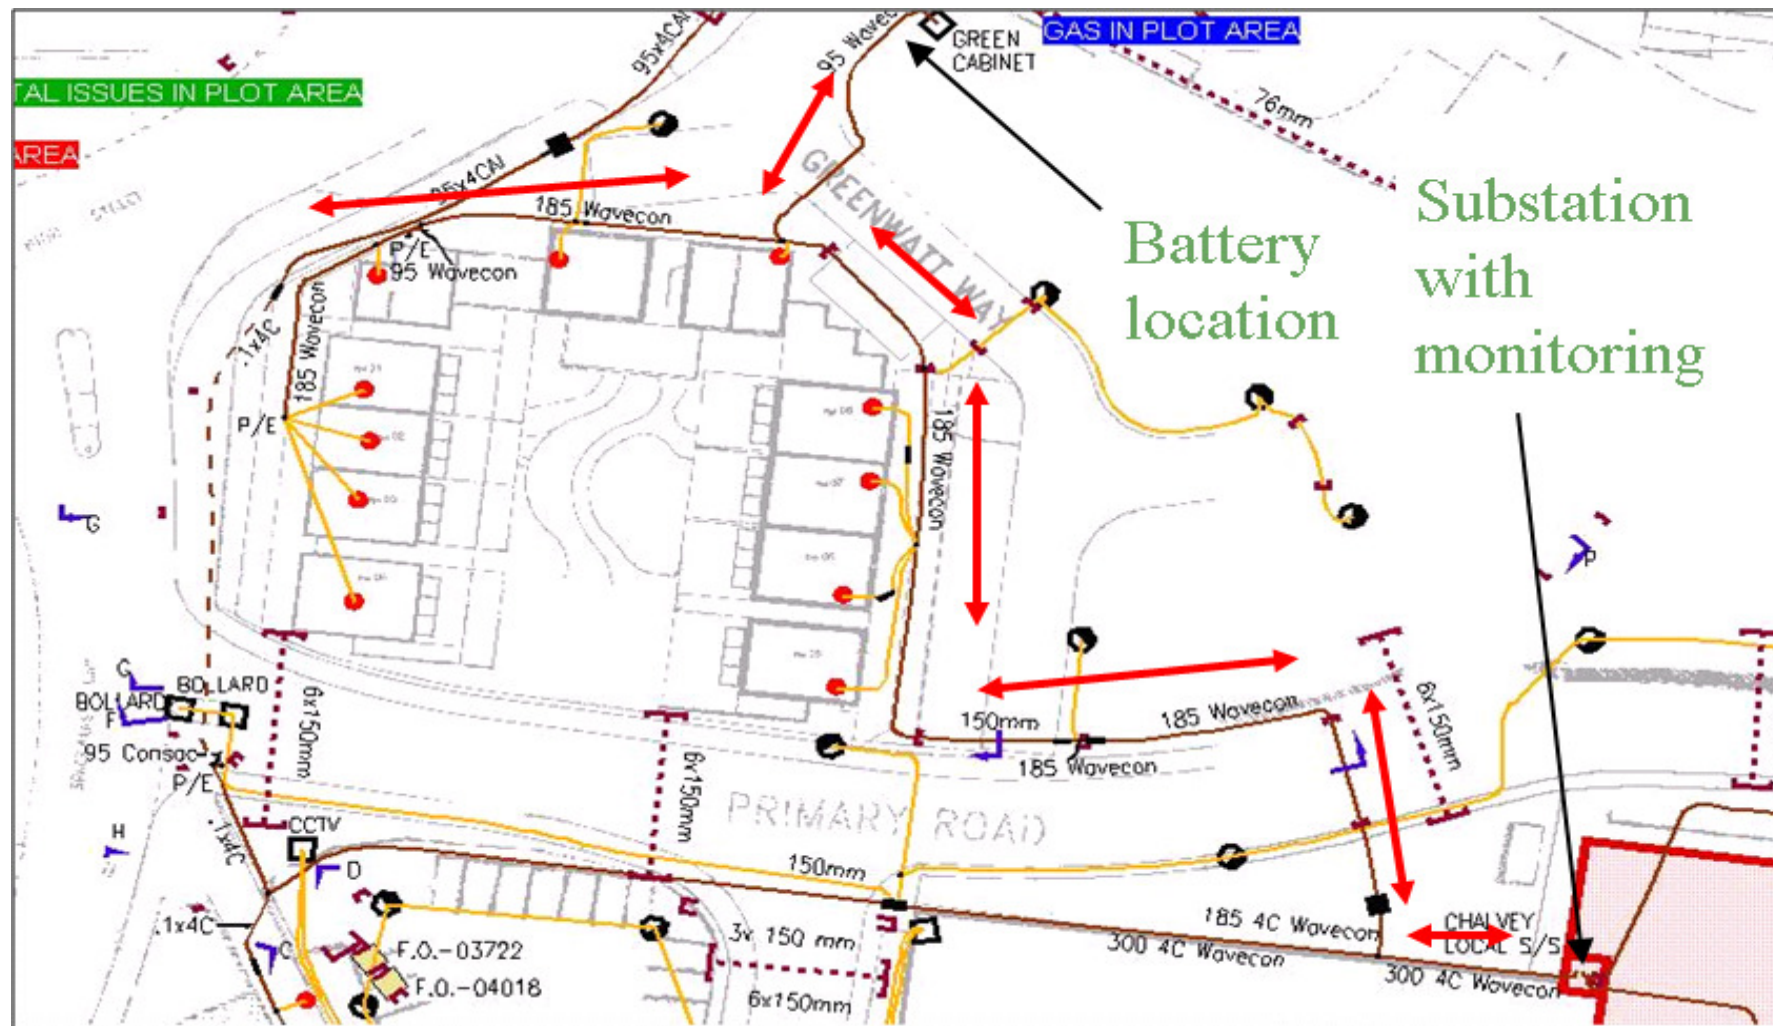 95x4CAI
95 Wavec
GREEN
CABINET
GAS IN PLOT AREA
TAL ISSUES IN PLOT AREA
76mm
AREA
95x4CAI
GREENWATT WAY
Substation
with
monitoring
Battery
location
185 Wavecon
P/E
95 Wavecon
.1x4C
185 Wavecon
P/E
185 Wavecon
G
P
G
BOLLARD
BOLLARD
F
6x150mm
150mm
185 Wavecon
6x150mm
185 Wavecon
95 Consac
P/E
6x150mm
PRIMARY ROAD
H
.1x4C
CCTV
D
150mm
185 4C Wavecon
CHALVEY
LOCAL S/S
.1x4C
C
F.O.-03722
F.O.-04018
3x 150 mm
6x150mm
300 4C Wavecon
300 4C Wavecon